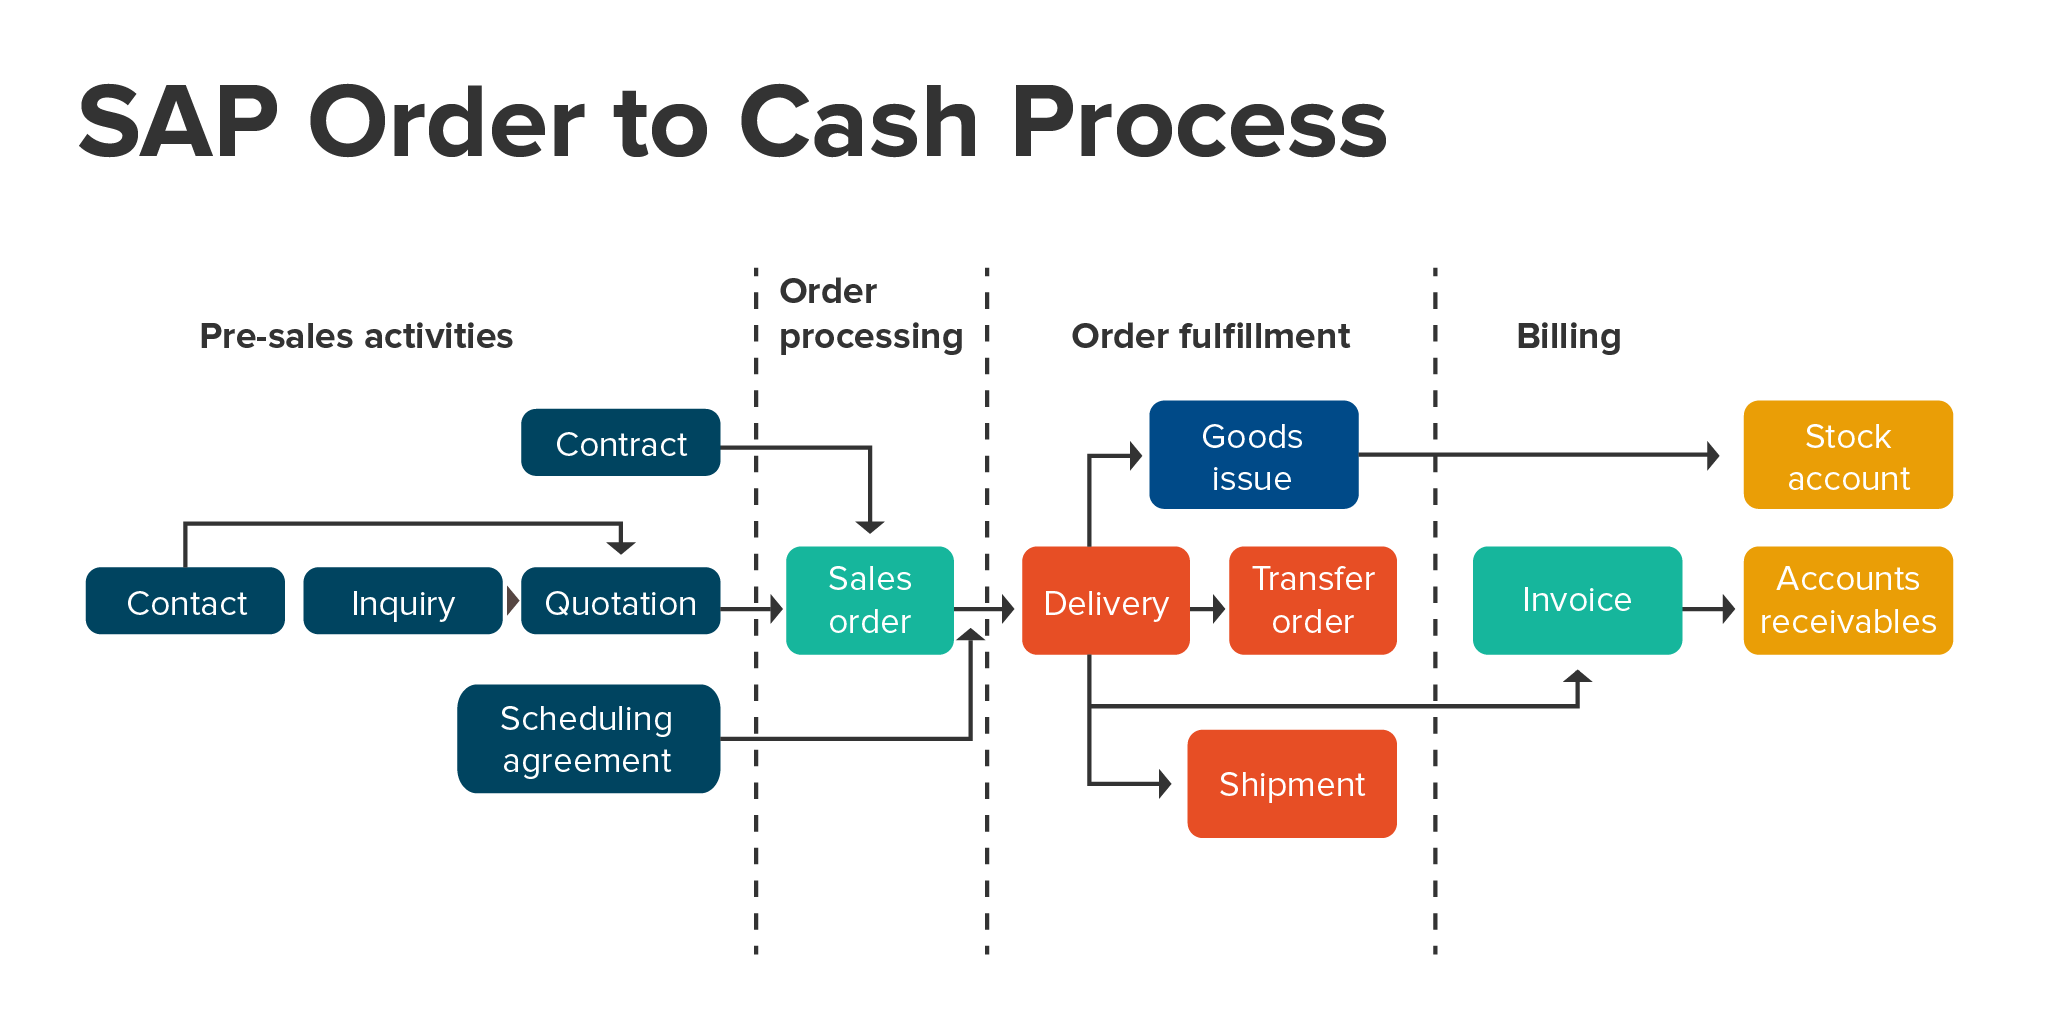 SAP Order to Cash Process
Pre-sales activities
Order
processing
Order fulfillment
Billing
Contract
Contact
Inquiry
Quotation
Scheduling
agreement
Sales
order
Goods
issue
Delivery
Transfer
order
Shipment
Stock
account
Invoice
Accounts
receivables